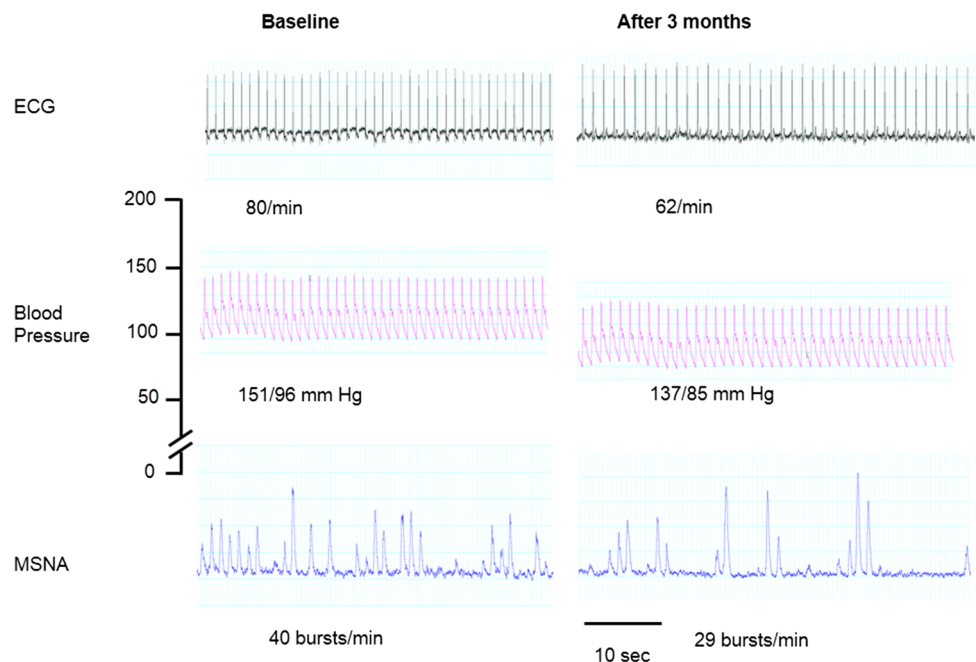 Baseline
After 3 months
ECG
80/min
62/min
200
150
100
50
0
Blood
Pressure
151/96 mm Hg
137/85 mm Hg
MSNA
40 bursts/min
29 bursts/min
10 sec